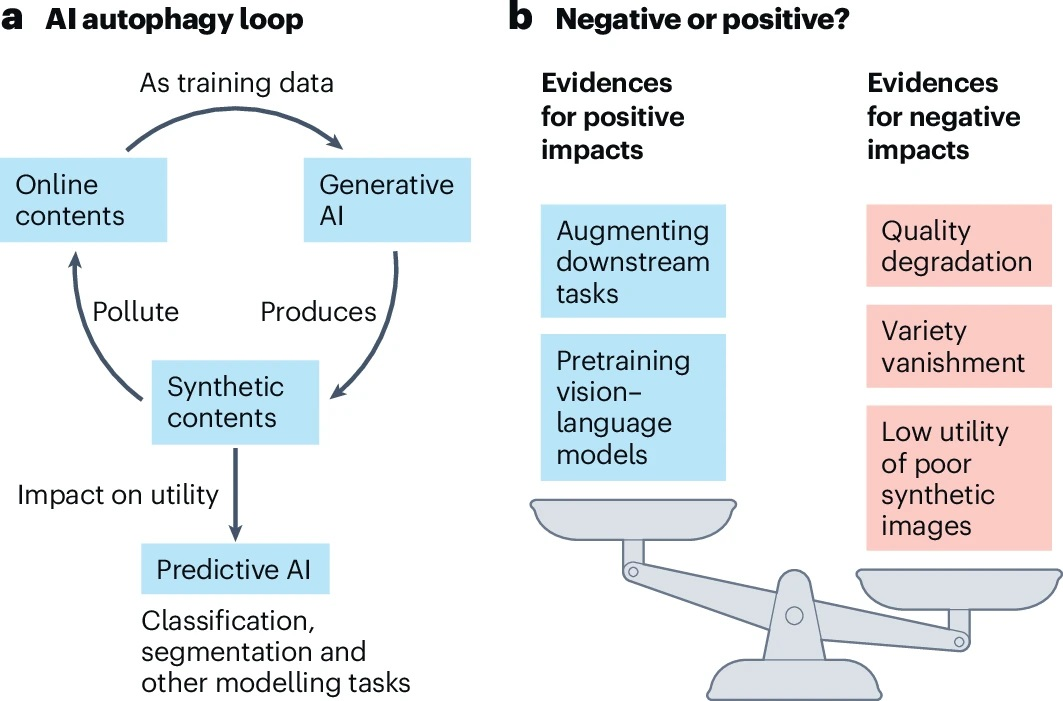 a AI autophagy loop
As training data
Online
contents
Generative
AI
Pollute
Produces
Synthetic
contents
Impact on utility
Predictive AI
Classification,
segmentation and
other modelling tasks
b Negative or positive?
Evidences
for positive
impacts
Augmenting
downstream
tasks
Pretraining
vision–
language
models
Evidences
for negative
impacts
Quality
degradation
Variety
vanishment
Low utility
of poor
synthetic
images